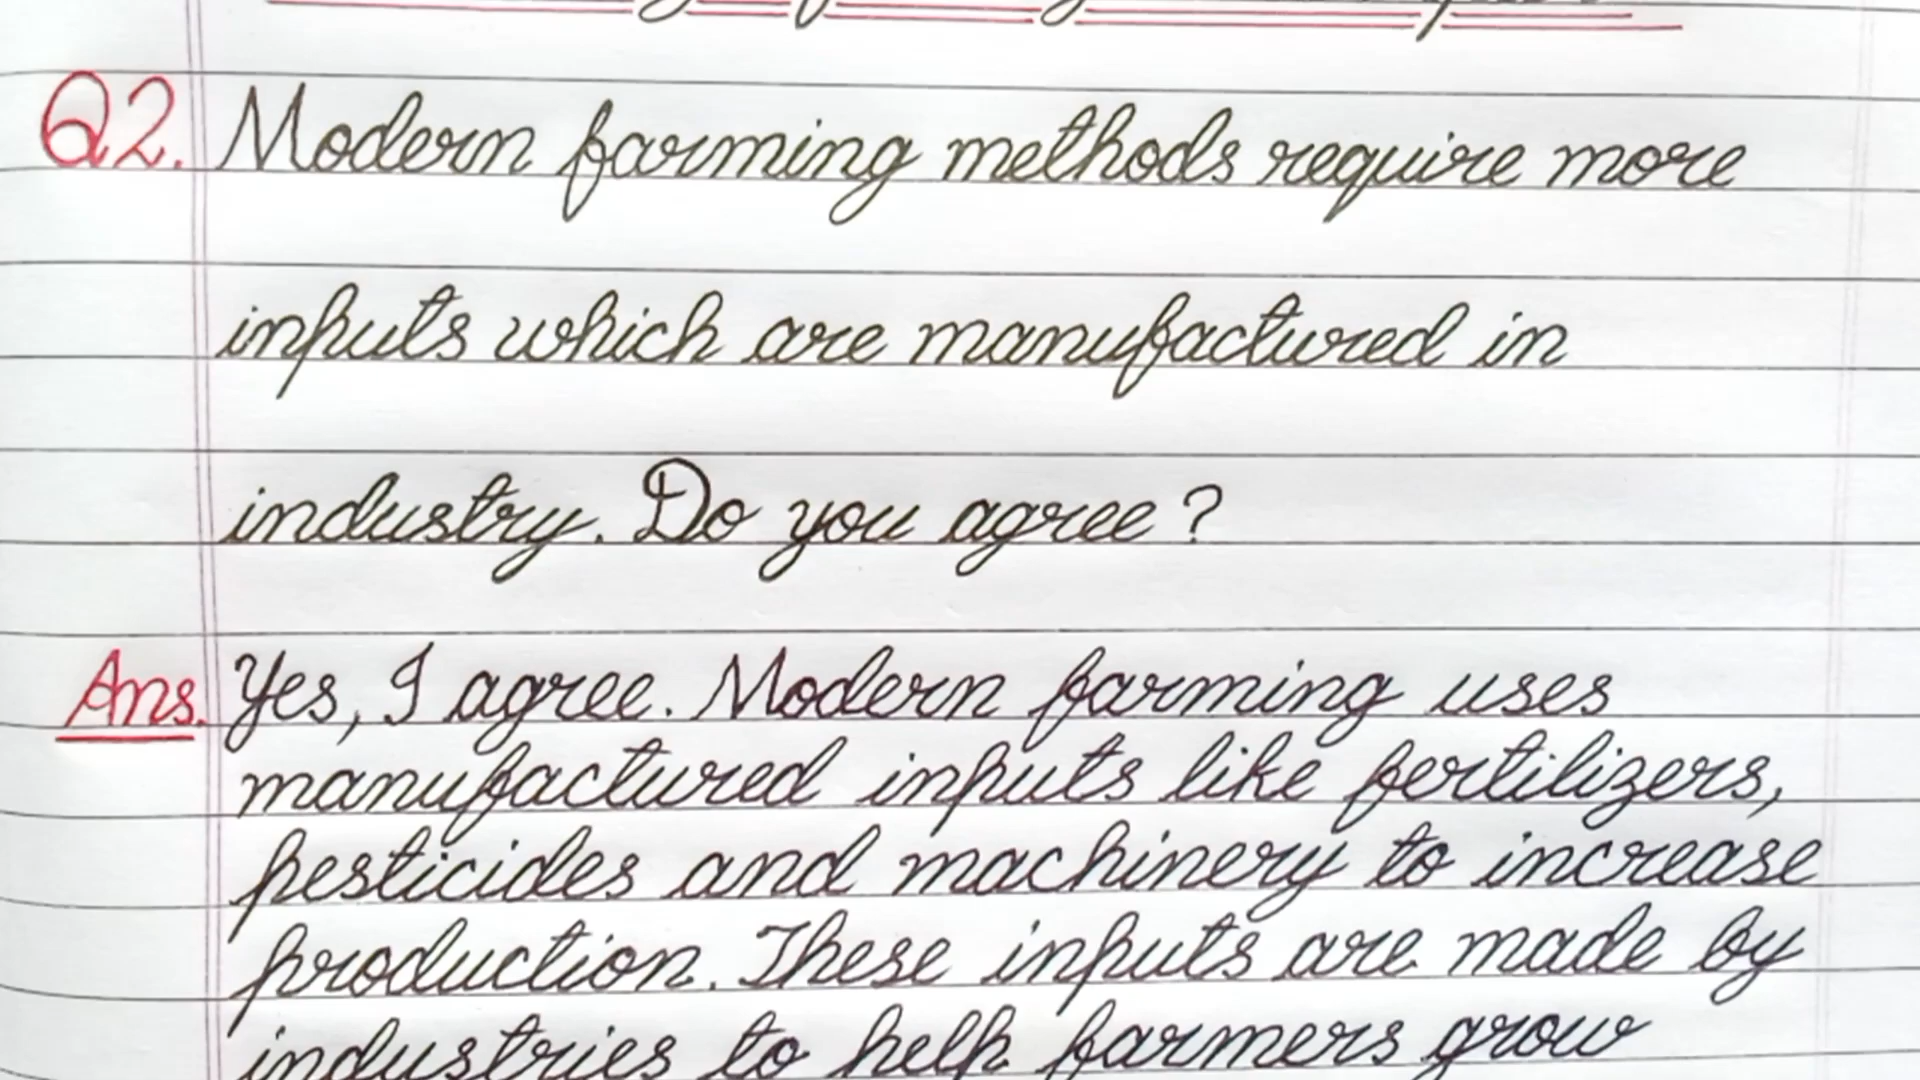 Q2. Modern farming methods require more
inputs which are manufactured in
industry. Do you agree?
Ans. Yes, I agree. Modern farming uses
manufactured inputs like fertilizers,
pesticides and machinery to increase
production. These inputs are made by
industries to help farmers grow